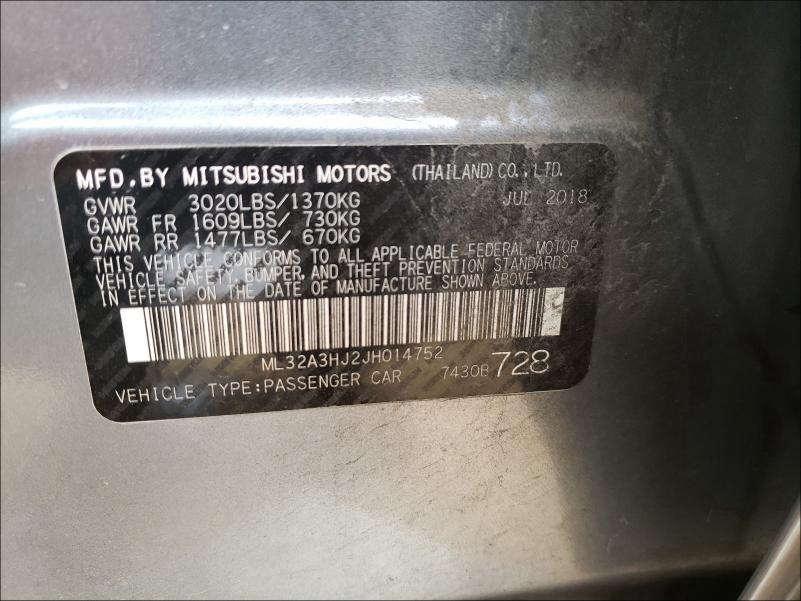 MFD.BY MITSUBISHI MOTORS (THAILAND)CO.,LTD.
GVWR 3020LBS/1370KG JUL 2018
GAWR FR 1609LBS/ 730KG
GAWR RR 1477LBS/ 670KG
THIS VEHICLE CONFORMS TO ALL APPLICABLE FEDERAL MOTOR
VEHICLE SAFETY,BUMPER,AND THEFT PREVENTION STANDARDS
IN EFFECT ON THE DATE OF MANUFACTURE SHOWN ABOVE.
ML32A3HJ2JH014752
VEHICLE TYPE:PASSENGER CAR 7430B 728